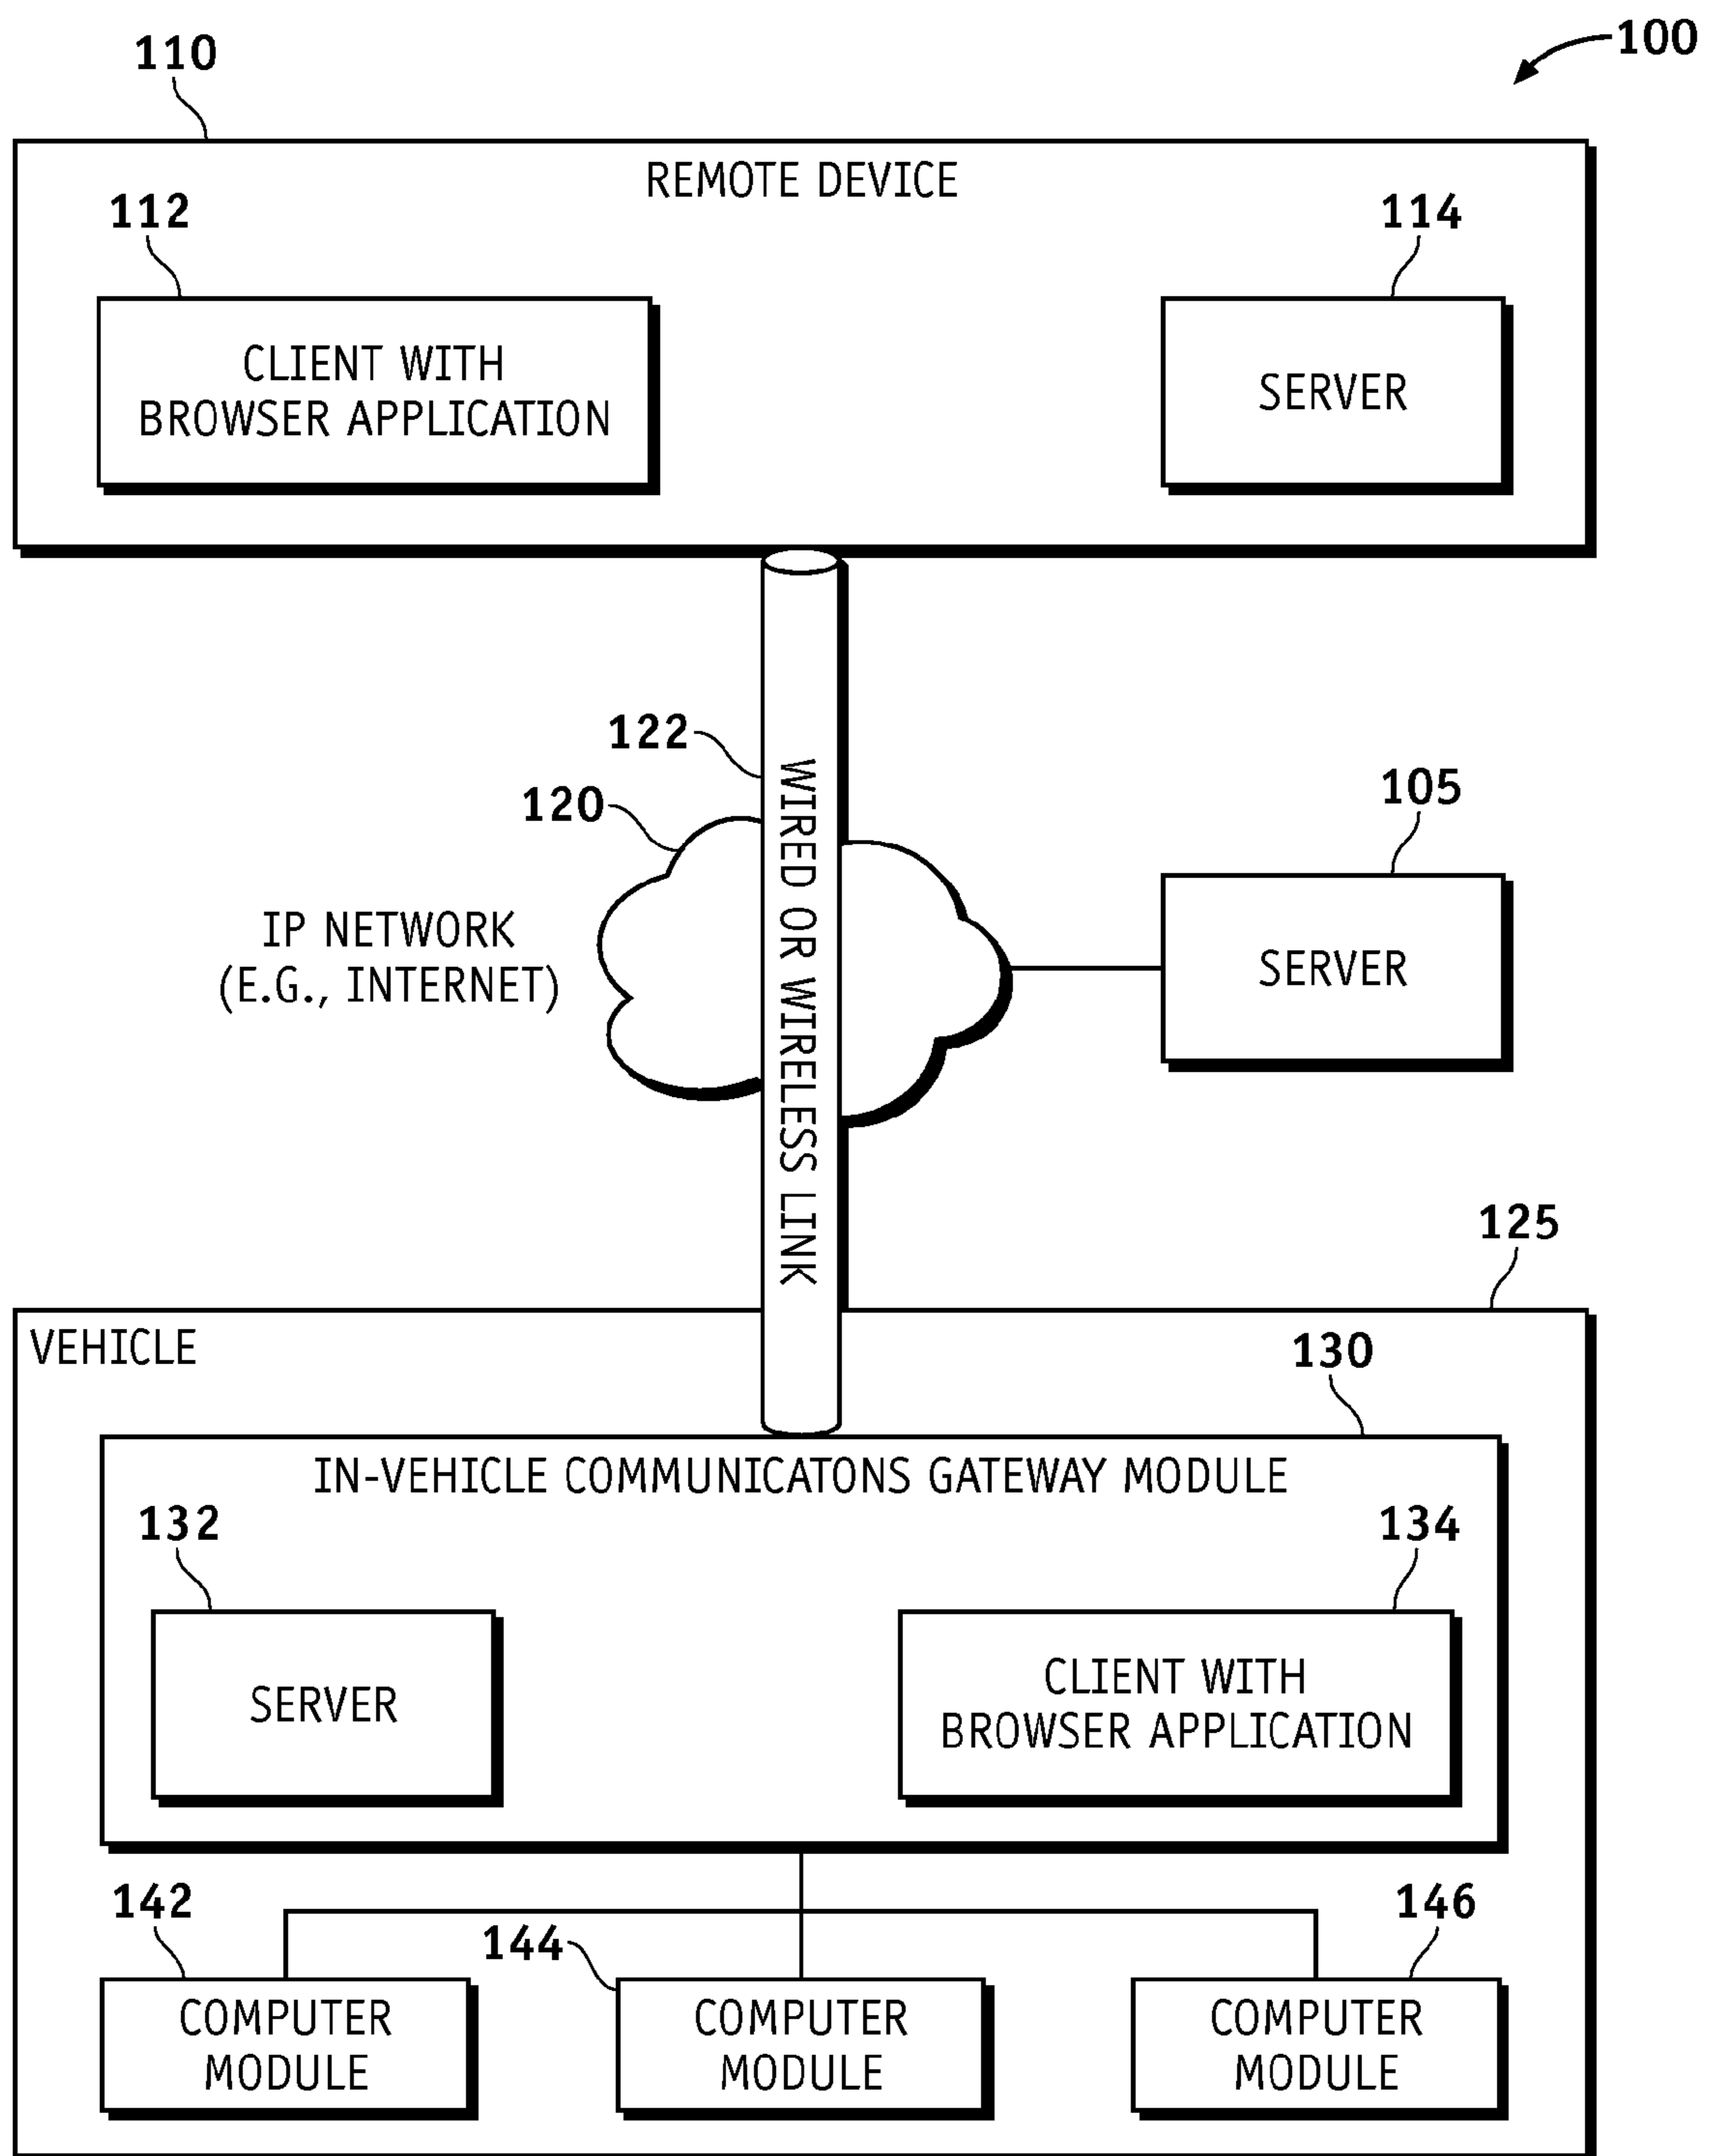 100
110
REMOTE DEVICE
112
114
CLIENT WITH
BROWSER APPLICATION
SERVER
122
WIRED OR WIRELESS LINK
120
105
IP NETWORK
(E.G., INTERNET)
SERVER
125
VEHICLE
130
IN-VEHICLE COMMUNICATONS GATEWAY MODULE
132
134
SERVER
CLIENT WITH
BROWSER APPLICATION
142
144
146
COMPUTER
MODULE
COMPUTER
MODULE
COMPUTER
MODULE